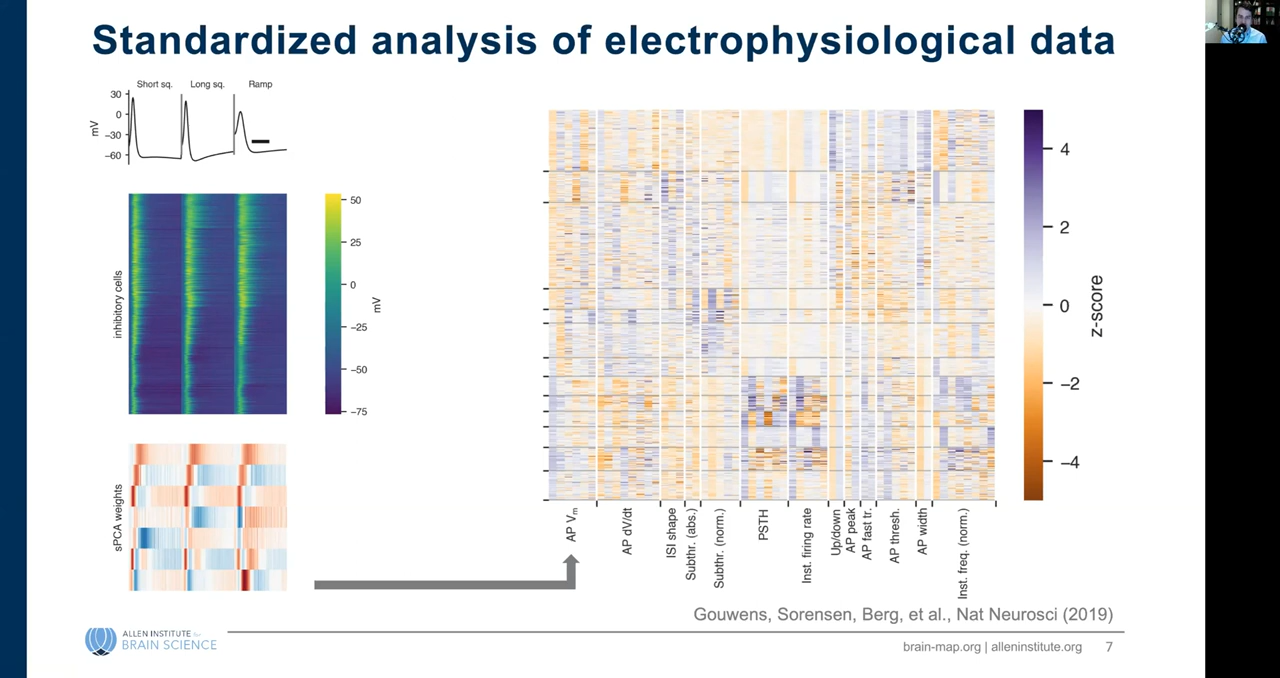 Standardized analysis of electrophysiological data
Short sq. Long sq. Ramp
30
0
−30
−60
mV
inhibitory cells
50
25
0
−25
−50
−75
mV
sPCA weights
AP Vm
AP dV/dt
ISI shape
Subthr. (abs.)
Subthr. (norm.)
PSTH
Inst. firing rate
Up/down
AP peak
AP fast tr.
AP thresh.
AP width
Inst. freq. (norm.)
4
2
0
−2
−4
z-score
Gouwens, Sorensen, Berg, et al., Nat Neurosci (2019)
ALLEN INSTITUTE for
BRAIN SCIENCE
brain-map.org | alleninstitute.org 7